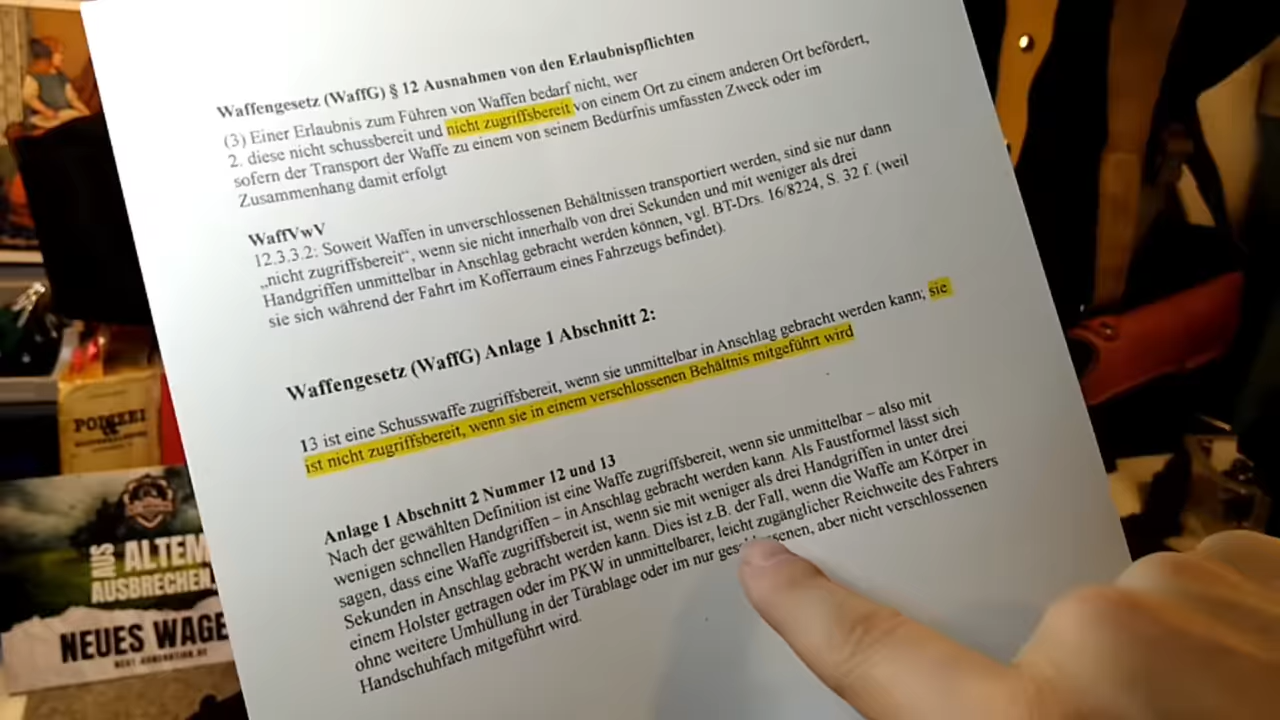 Waffengesetz (WaffG) § 12 Ausnahmen von den Erlaubnispflichten
(3) Einer Erlaubnis zum Führen von Waffen bedarf nicht, wer
2. diese nicht schussbereit und nicht zugriffsbereit von einem Ort zu einem anderen Ort befördert,
sofern der Transport der Waffe zu einem von seinem Bedürfnis umfassten Zweck oder im
Zusammenhang damit erfolgt
WaffVwV
12.3.3.2: Soweit Waffen in unverschlossenen Behältnissen transportiert werden, sind sie nur dann
„nicht zugriffsbereit“, wenn sie nicht innerhalb von drei Sekunden und mit weniger als drei
Handgriffen unmittelbar in Anschlag gebracht werden können, vgl. BT-Drs. 16/8224, S. 32 f. (weil
sie sich während der Fahrt im Kofferraum eines Fahrzeugs befindet).
Waffengesetz (WaffG) Anlage 1 Abschnitt 2:
13 ist eine Schusswaffe zugriffsbereit, wenn sie unmittelbar in Anschlag gebracht werden kann; sie
ist nicht zugriffsbereit, wenn sie in einem verschlossenen Behältnis mitgeführt wird
Anlage 1 Abschnitt 2 Nummer 12 und 13
Nach der gewählten Definition ist eine Waffe zugriffsbereit, wenn sie unmittelbar – also mit
wenigen schnellen Handgriffen – in Anschlag gebracht werden kann. Als Faustformel lässt sich
sagen, dass eine Waffe zugriffsbereit ist, wenn sie mit weniger als drei Handgriffen in unter drei
Sekunden in Anschlag gebracht werden kann. Dies ist z.B. der Fall, wenn die Waffe am Körper in
einem Holster getragen oder im PKW in unmittelbarer, leicht zugänglicher Reichweite des Fahrers
ohne weitere Umhüllung in der Türablage oder im nur geschlossenen, aber nicht verschlossenen
Handschuhfach mitgeführt wird.
POLIZEI
AUS ALTEM
AUSBRECHEN.
NEUES WAGE